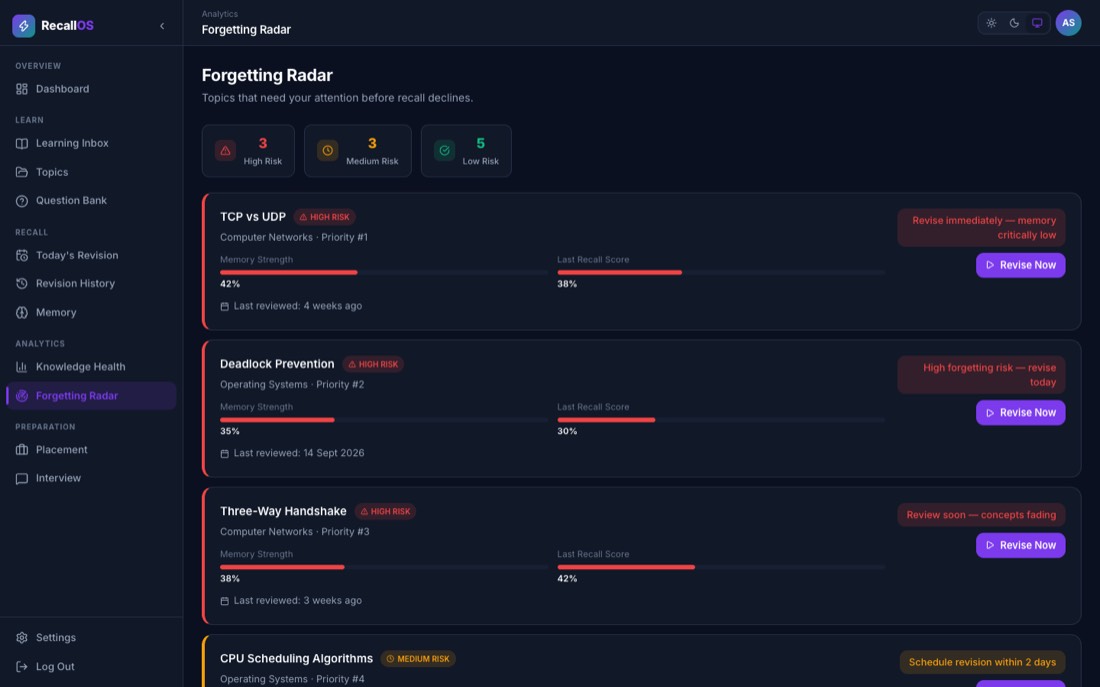 RecallOS
OVERVIEW
Dashboard
LEARN
Learning Inbox
Topics
Question Bank
RECALL
Today's Revision
Revision History
Memory
ANALYTICS
Knowledge Health
Forgetting Radar
PREPARATION
Placement
Interview
Settings
Log Out
Analytics
Forgetting Radar
AS
Forgetting Radar
Topics that need your attention before recall declines.
3
High Risk
3
Medium Risk
5
Low Risk
TCP vs UDP HIGH RISK
Computer Networks · Priority #1
Memory Strength
42%
Last Recall Score
38%
Last reviewed: 4 weeks ago
Revise immediately — memory
critically low
Revise Now
Deadlock Prevention HIGH RISK
Operating Systems · Priority #2
Memory Strength
35%
Last Recall Score
30%
Last reviewed: 14 Sept 2026
High forgetting risk — revise
today
Revise Now
Three-Way Handshake HIGH RISK
Computer Networks · Priority #3
Memory Strength
38%
Last Recall Score
42%
Last reviewed: 3 weeks ago
Review soon — concepts fading
Revise Now
CPU Scheduling Algorithms MEDIUM RISK
Operating Systems · Priority #4
Schedule revision within 2 days